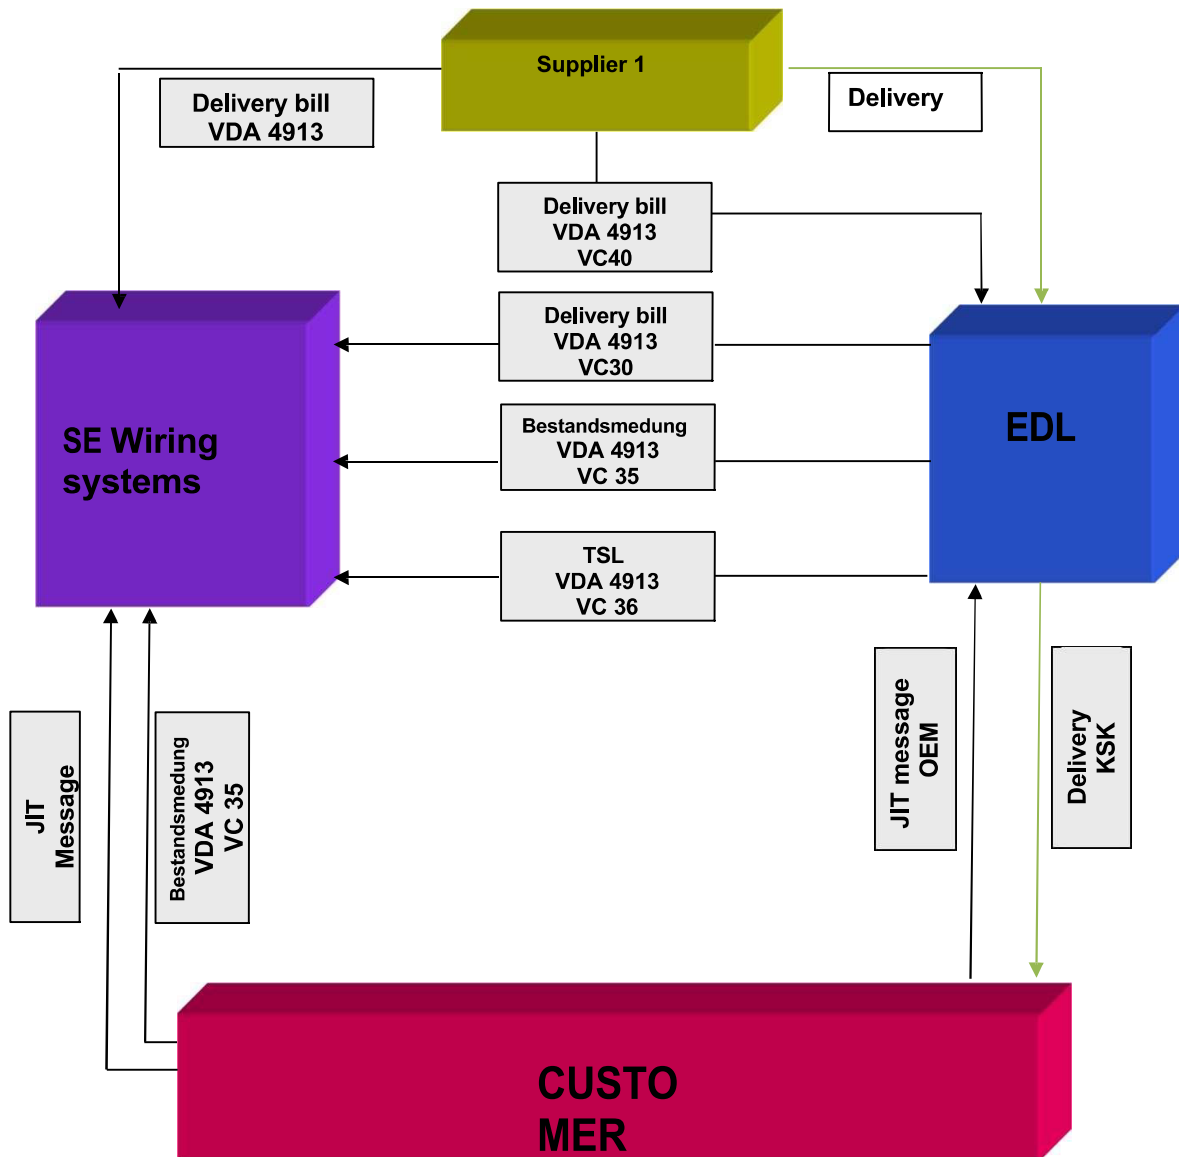 Supplier 1
Delivery bill
VDA 4913
Delivery
Delivery bill
VDA 4913
VC40
Delivery bill
VDA 4913
VC30
SE Wiring
systems
EDL
Bestandsmedung
VDA 4913
VC 35
TSL
VDA 4913
VC 36
JIT
Message
Bestandsmedung
VDA 4913
VC 35
JIT message
OEM
Delivery
KSK
CUSTO
MER